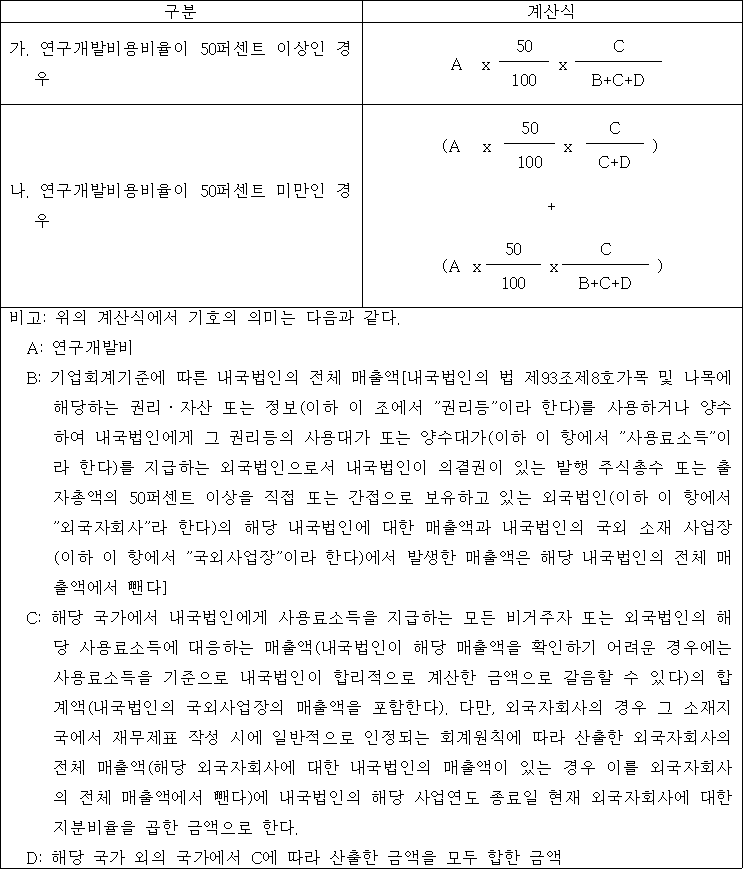 구분 계산식
가. 연구개발비용비율이 50퍼센트 이상인 경
우
50 C
A x ─── x ───
100 B+C+D
나. 연구개발비용비율이 50퍼센트 미만인 경
우
50 C
(A x ─── x ─── )
100 C+D
+
50 C
(A x ─── x ─── )
100 B+C+D
비고: 위의 계산식에서 기호의 의미는 다음과 같다.
A: 연구개발비
B: 기업회계기준에 따른 내국법인의 전체 매출액[내국법인의 법 제93조제8호가목 및 나목에
해당하는 권리ㆍ자산 또는 정보(이하 이 조에서 ”권리등”이라 한다)를 사용하거나 양수
하여 내국법인에게 그 권리등의 사용대가 또는 양수대가(이하 이 항에서 ”사용료소득”이
라 한다)를 지급하는 외국법인으로서 내국법인이 의결권이 있는 발행 주식총수 또는 출
자총액의 50퍼센트 이상을 직접 또는 간접으로 보유하고 있는 외국법인(이하 이 항에서
”외국자회사”라 한다)의 해당 내국법인에 대한 매출액과 내국법인의 국외 소재 사업장
(이하 이 항에서 ”국외사업장”이라 한다)에서 발생한 매출액은 해당 내국법인의 전체 매
출액에서 뺀다]
C: 해당 국가에서 내국법인에게 사용료소득을 지급하는 모든 비거주자 또는 외국법인의 해
당 사용료소득에 대응하는 매출액(내국법인이 해당 매출액을 확인하기 어려운 경우에는
사용료소득을 기준으로 내국법인이 합리적으로 계산한 금액으로 갈음할 수 있다)의 합
계액(내국법인의 국외사업장의 매출액을 포함한다). 다만, 외국자회사의 경우 그 소재지
국에서 재무제표 작성 시에 일반적으로 인정되는 회계원칙에 따라 산출한 외국자회사의
전체 매출액(해당 외국자회사에 대한 내국법인의 매출액이 있는 경우 이를 외국자회사
의 전체 매출액에서 뺀다)에 내국법인의 해당 사업연도 종료일 현재 외국자회사에 대한
지분비율을 곱한 금액으로 한다.
D: 해당 국가 외의 국가에서 C에 따라 산출한 금액을 모두 합한 금액